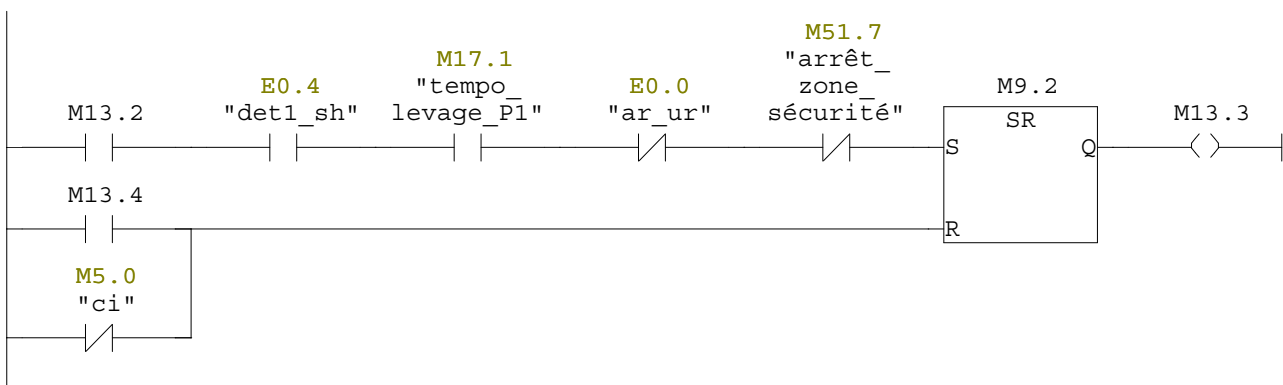 M51.7
"arrêt_
zone_
sécurité"
M17.1
"tempo_
levage_P1"
E0.4
"det1_sh"
E0.0
"ar_ur"
M13.2
M9.2
SR
S
Q
R
M13.3
M13.4
M5.0
"ci"